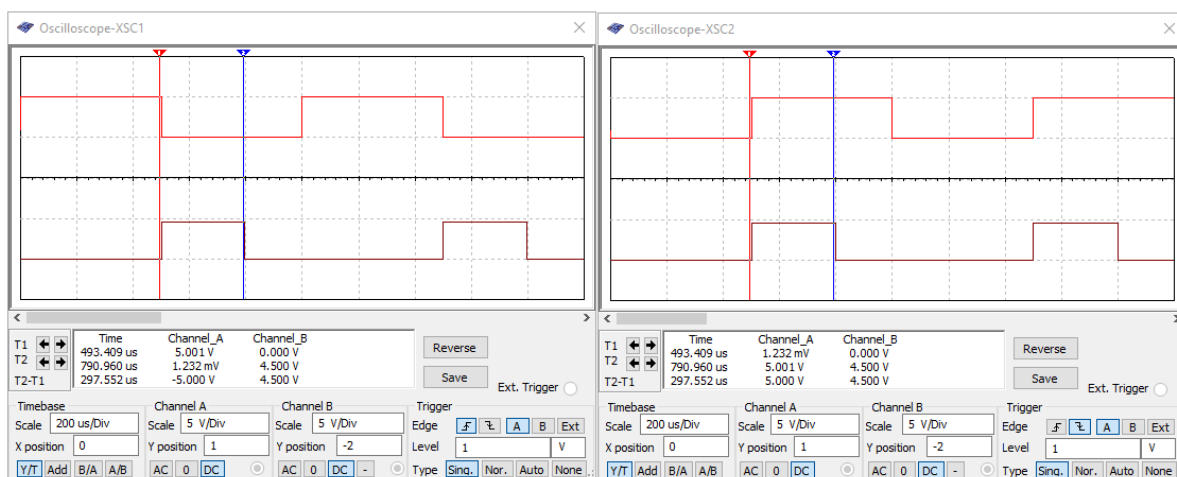 Oscilloscope-XSC1
1
2
T1
T2
T2-T1
Time Channel_A Channel_B
493.409 us 5.001 V 0.000 V
790.960 us 1.232 mV 4.500 V
297.552 us -5.000 V 4.500 V
Reverse
Save
Ext. Trigger
Timebase
Scale 200 us/Div
X position 0
Y/T Add B/A A/B
Channel A
Scale 5 V/Div
Y position 1
AC 0 DC
Channel B
Scale 5 V/Div
Y position -2
AC 0 DC -
Trigger
Edge A B Ext
Level 1 V
Type Sing. Nor. Auto None
Oscilloscope-XSC2
1
2
T1
T2
T2-T1
Time Channel_A Channel_B
493.409 us 1.232 mV 0.000 V
790.960 us 5.001 V 4.500 V
297.552 us 5.000 V 4.500 V
Reverse
Save
Ext. Trigger
Timebase
Scale 200 us/Div
X position 0
Y/T Add B/A A/B
Channel A
Scale 5 V/Div
Y position 1
AC 0 DC
Channel B
Scale 5 V/Div
Y position -2
AC 0 DC -
Trigger
Edge A B Ext
Level 1 V
Type Sing. Nor. Auto None